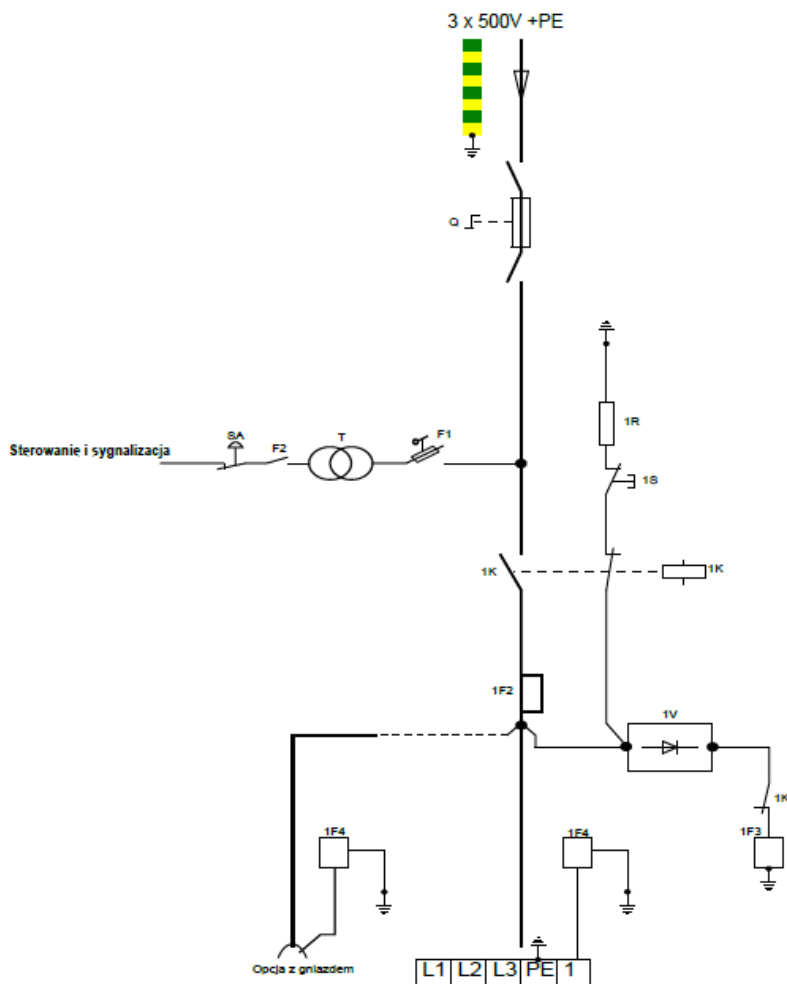 3 x 500V +PE
Q
1R
SA
F2
T
F1
Sterowanie i sygnalizacja
1S
1K
1K
1F2
1V
1K
1F4
1F4
1F3
Opcja z gniazdem
L1 L2 L3 PE 1